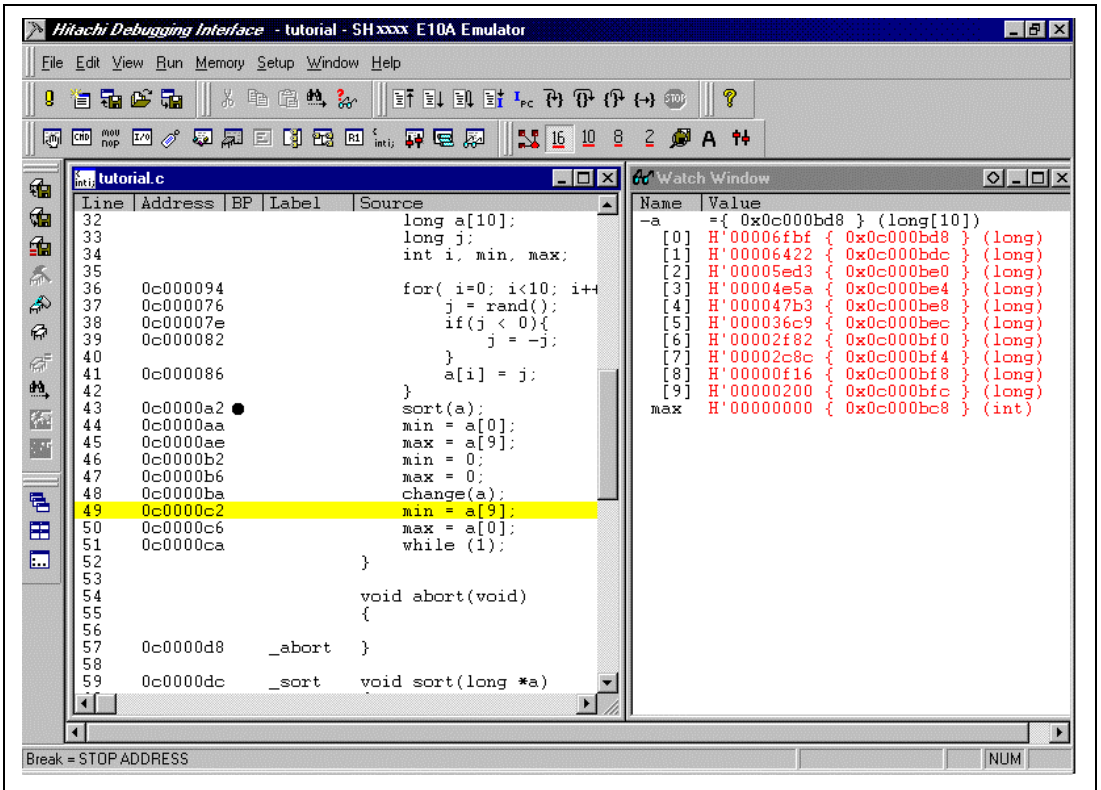 Hitachi Debugging Interface - tutorial - SHxxxx E10A Emulator
File Edit View Run Memory Setup Window Help
16 10 8 2 A
tutorial.c
Line Address BP Label Source
32 long a[10];
33 long j;
34 int i, min, max;
35
36 0c000094 for( i=0; i<10; i++
37 0c000076 j = rand();
38 0c00007e if(j < 0){
39 0c000082 j = -j;
40 }
41 0c000086 a[i] = j;
42 }
43 0c0000a2 ● sort(a);
44 0c0000aa min = a[0];
45 0c0000ae max = a[9];
46 0c0000b2 min = 0;
47 0c0000b6 max = 0;
48 0c0000ba change(a);
49 0c0000c2 min = a[9];
50 0c0000c6 max = a[0];
51 0c0000ca while (1);
52 }
53
54 void abort(void)
55 {
56
57 0c0000d8 _abort }
58
59 0c0000dc _sort void sort(long *a)
Watch Window
Name Value
-a ={ 0x0c000bd8 } (long[10])
[0] H'00006fbf { 0x0c000bd8 } (long)
[1] H'00006422 { 0x0c000bdc } (long)
[2] H'00005ed3 { 0x0c000be0 } (long)
[3] H'00004e5a { 0x0c000be4 } (long)
[4] H'000047b3 { 0x0c000be8 } (long)
[5] H'000036c9 { 0x0c000bec } (long)
[6] H'00002f82 { 0x0c000bf0 } (long)
[7] H'00002c8c { 0x0c000bf4 } (long)
[8] H'00000f16 { 0x0c000bf8 } (long)
[9] H'00000200 { 0x0c000bfc } (long)
max H'00000000 { 0x0c000bc8 } (int)
Break = STOP ADDRESS
NUM